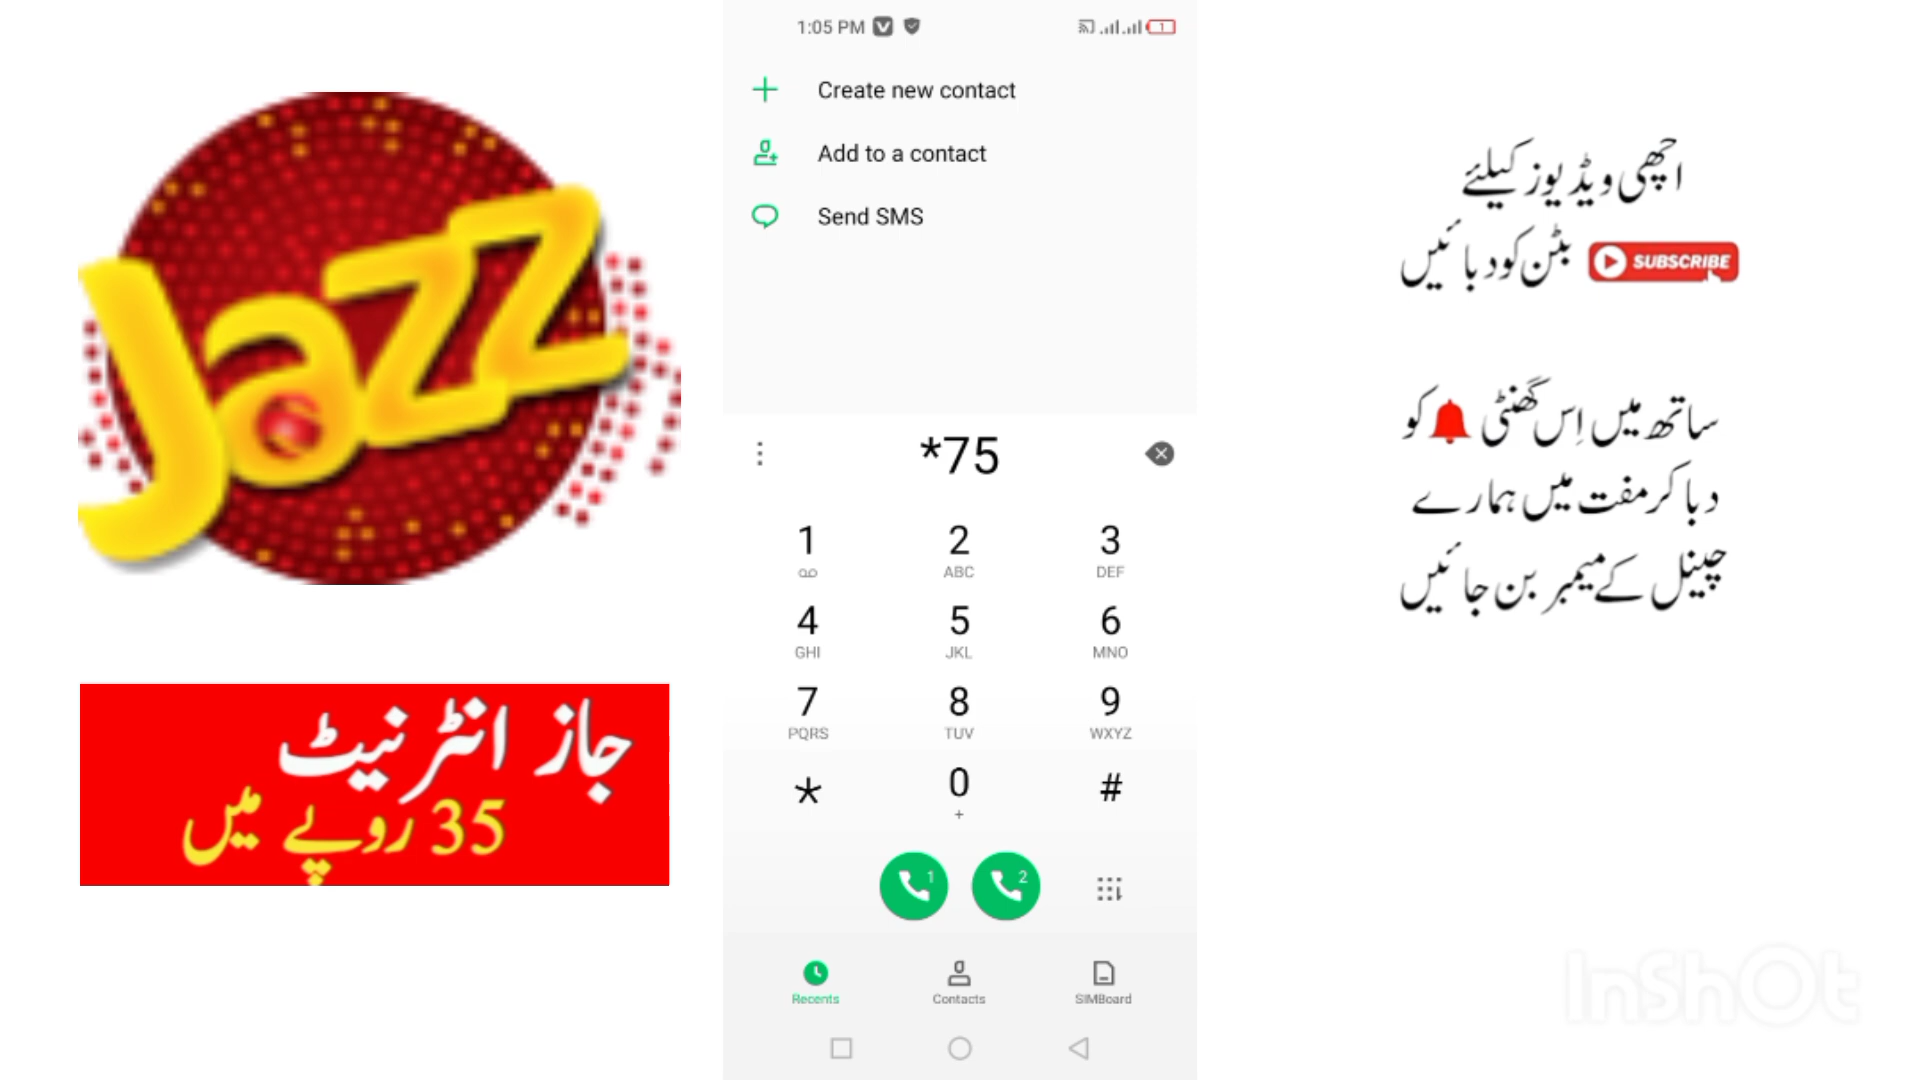 Jazz
جاز انٹرنیٹ
35 روپے میں
1:05 PM
1
Create new contact
Add to a contact
Send SMS
*75
1
2
ABC
3
DEF
4
GHI
5
JKL
6
MNO
7
PQRS
8
TUV
9
WXYZ
*
0
+
#
1
2
Recents
Contacts
SIMBoard
اچھی ویڈیوز کیلئے
SUBSCRIBE بٹن کو دبائیں
ساتھ میں اِس گھنٹی کو
دبا کر مفت میں ہمارے
چینل کے میمبر بن جائیں
InShOt